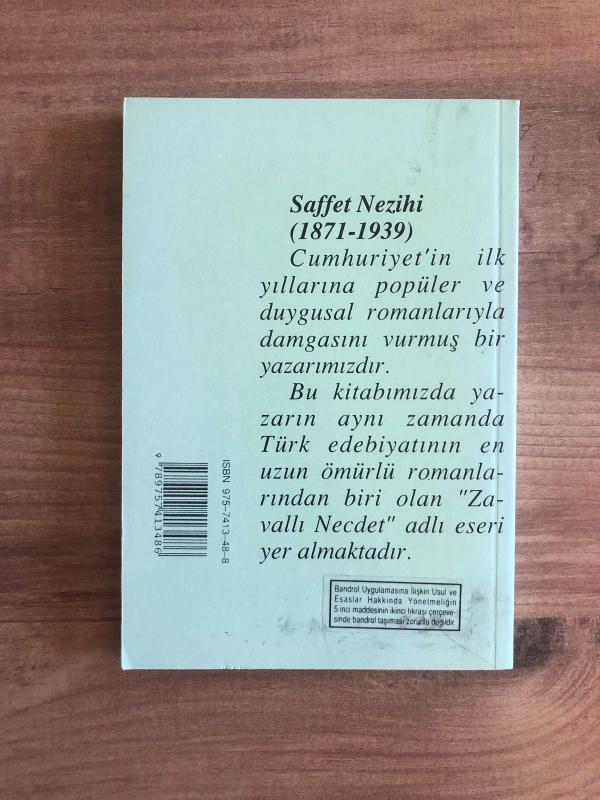 Saffet Nezihi
(1871-1939)
Cumhuriyet'in ilk
yıllarına popüler ve
duygusal romanlarıyla
damgasını vurmuş bir
yazarımızdır.
Bu kitabımızda ya-
zarın aynı zamanda
Türk edebiyatının en
uzun ömürlü romanla-
rından biri olan "Za-
vallı Necdet" adlı eseri
yer almaktadır.
ISBN 975-7413-48-8
9 789757 413486
Bandrol Uygulamasına İlişkin Usul ve
Esaslar Hakkında Yönetmeliğin
5 inci maddesinin ikinci fıkrası çerçeve-
sinde bandrol taşıması zorunlu değildir.